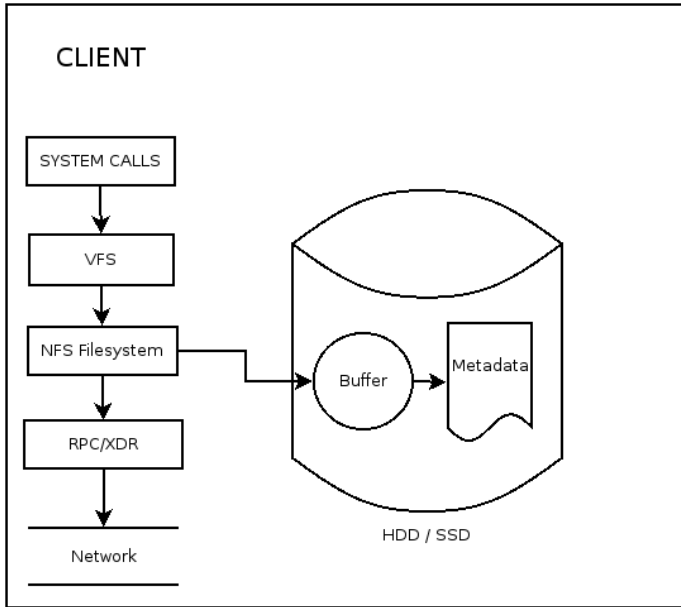 CLIENT
SYSTEM CALLS
VFS
NFS Filesystem
Buffer
Metadata
RPC/XDR
HDD / SSD
Network